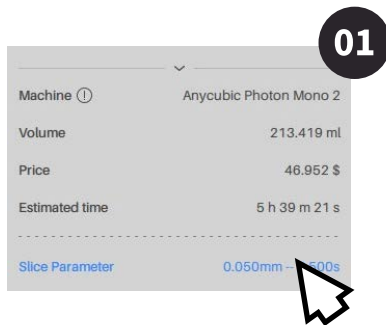 01
Machine ⓘ Anycubic Photon Mono 2
Volume 213.419 ml
Price 46.952 $
Estimated time 5 h 39 m 21 s
Slice Parameter 0.050mm -- 500s